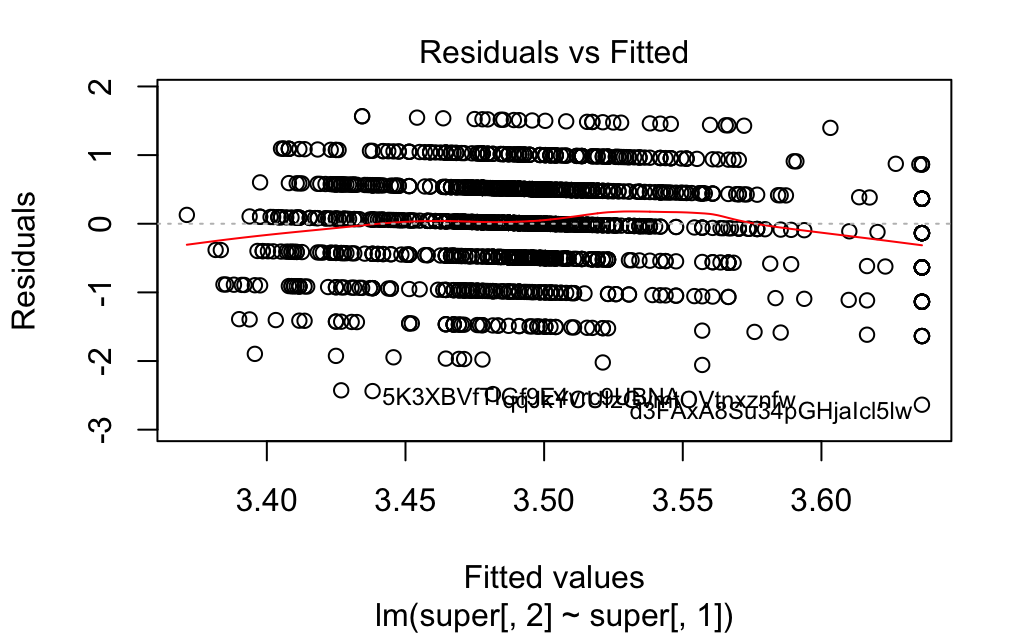 Residuals vs Fitted
Residuals
2
1
0
-1
-2
-3
d3FAxA8Su34pGHjaIcl5lw
3.40
3.45
3.50
3.55
3.60
Fitted values
lm(super[, 2] ~ super[, 1])